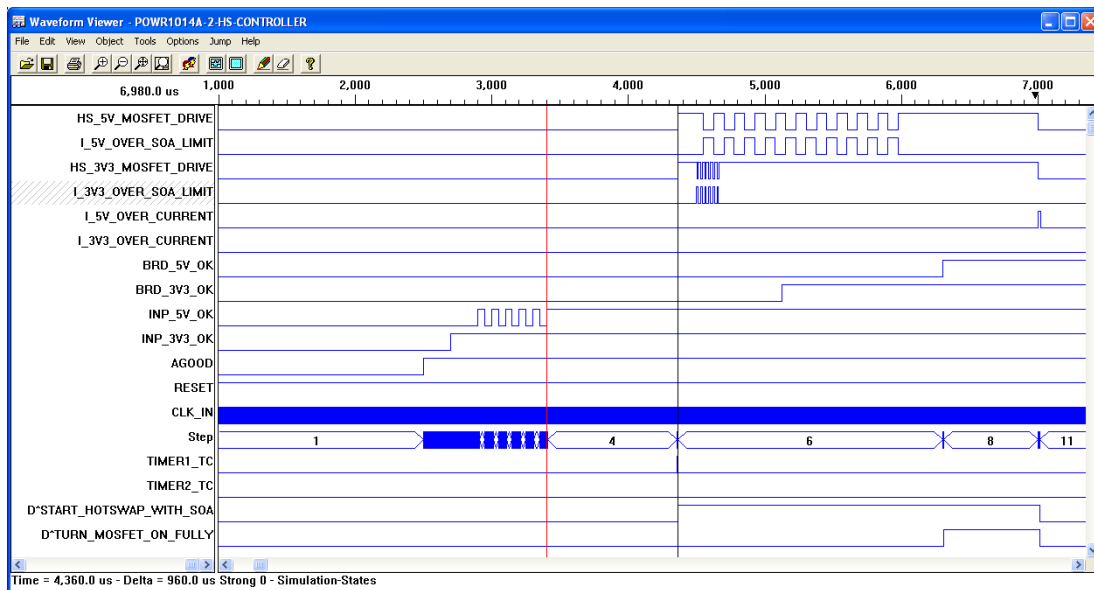 Waveform Viewer - POWR1014A-2-HS-CONTROLLER
File Edit View Object Tools Options Jump Help
6,980.0 us
1,000 2,000 3,000 4,000 5,000 6,000 7,000
HS_5V_MOSFET_DRIVE
I_5V_OVER_SOA_LIMIT
HS_3V3_MOSFET_DRIVE
I_3V3_OVER_SOA_LIMIT
I_5V_OVER_CURRENT
I_3V3_OVER_CURRENT
BRD_5V_OK
BRD_3V3_OK
INP_5V_OK
INP_3V3_OK
AGOOD
RESET
CLK_IN
Step 1 4 6 8 11
TIMER1_TC
TIMER2_TC
D^START_HOTSWAP_WITH_SOA
D^TURN_MOSFET_ON_FULLY
Time = 4,360.0 us - Delta = 960.0 us Strong 0 - Simulation-States